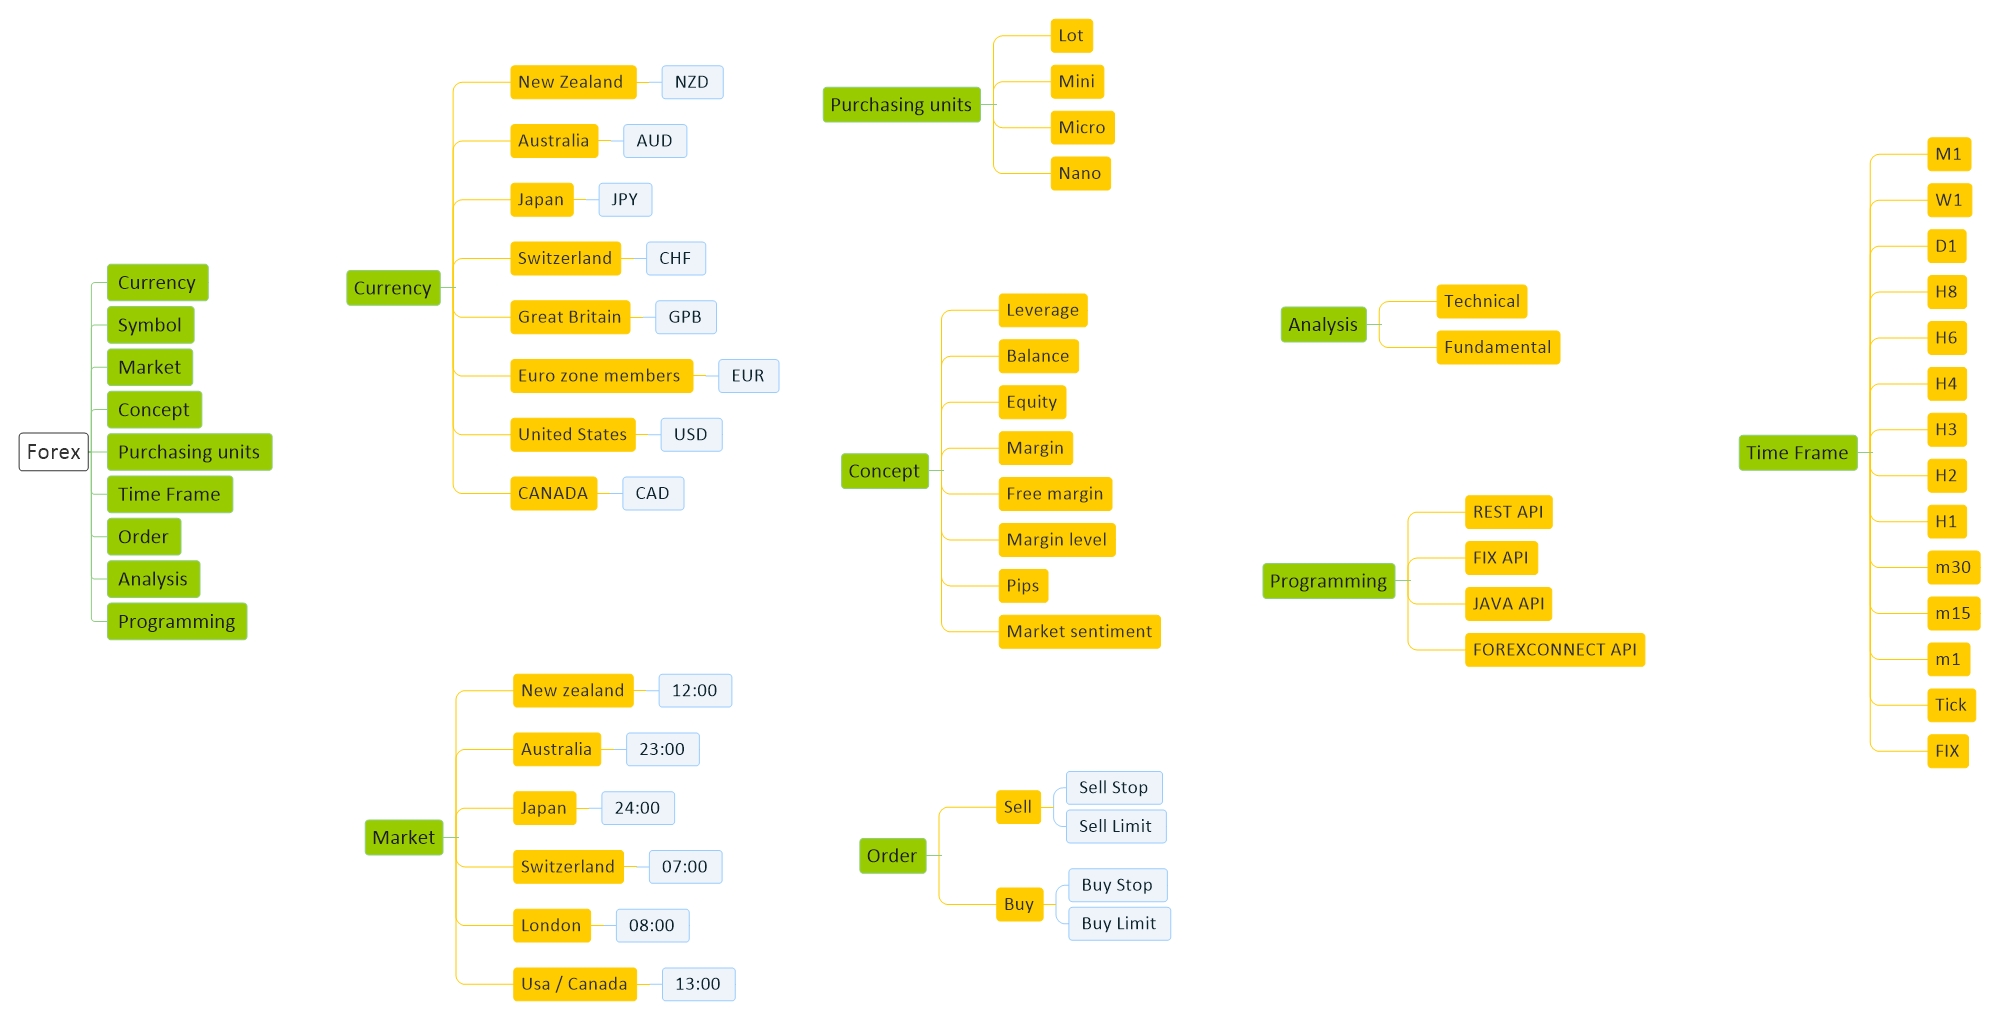 Forex
Currency
Symbol
Market
Concept
Purchasing units
Time Frame
Order
Analysis
Programming
Currency
New Zealand NZD
Australia AUD
Japan JPY
Switzerland CHF
Great Britain GPB
Euro zone members EUR
United States USD
CANADA CAD
Market
New zealand 12:00
Australia 23:00
Japan 24:00
Switzerland 07:00
London 08:00
Usa / Canada 13:00
Purchasing units
Lot
Mini
Micro
Nano
Concept
Leverage
Balance
Equity
Margin
Free margin
Margin level
Pips
Market sentiment
Order
Sell
Sell Stop
Sell Limit
Buy
Buy Stop
Buy Limit
Analysis
Technical
Fundamental
Programming
REST API
FIX API
JAVA API
FOREXCONNECT API
Time Frame
M1
W1
D1
H8
H6
H4
H3
H2
H1
m30
m15
m1
Tick
FIX